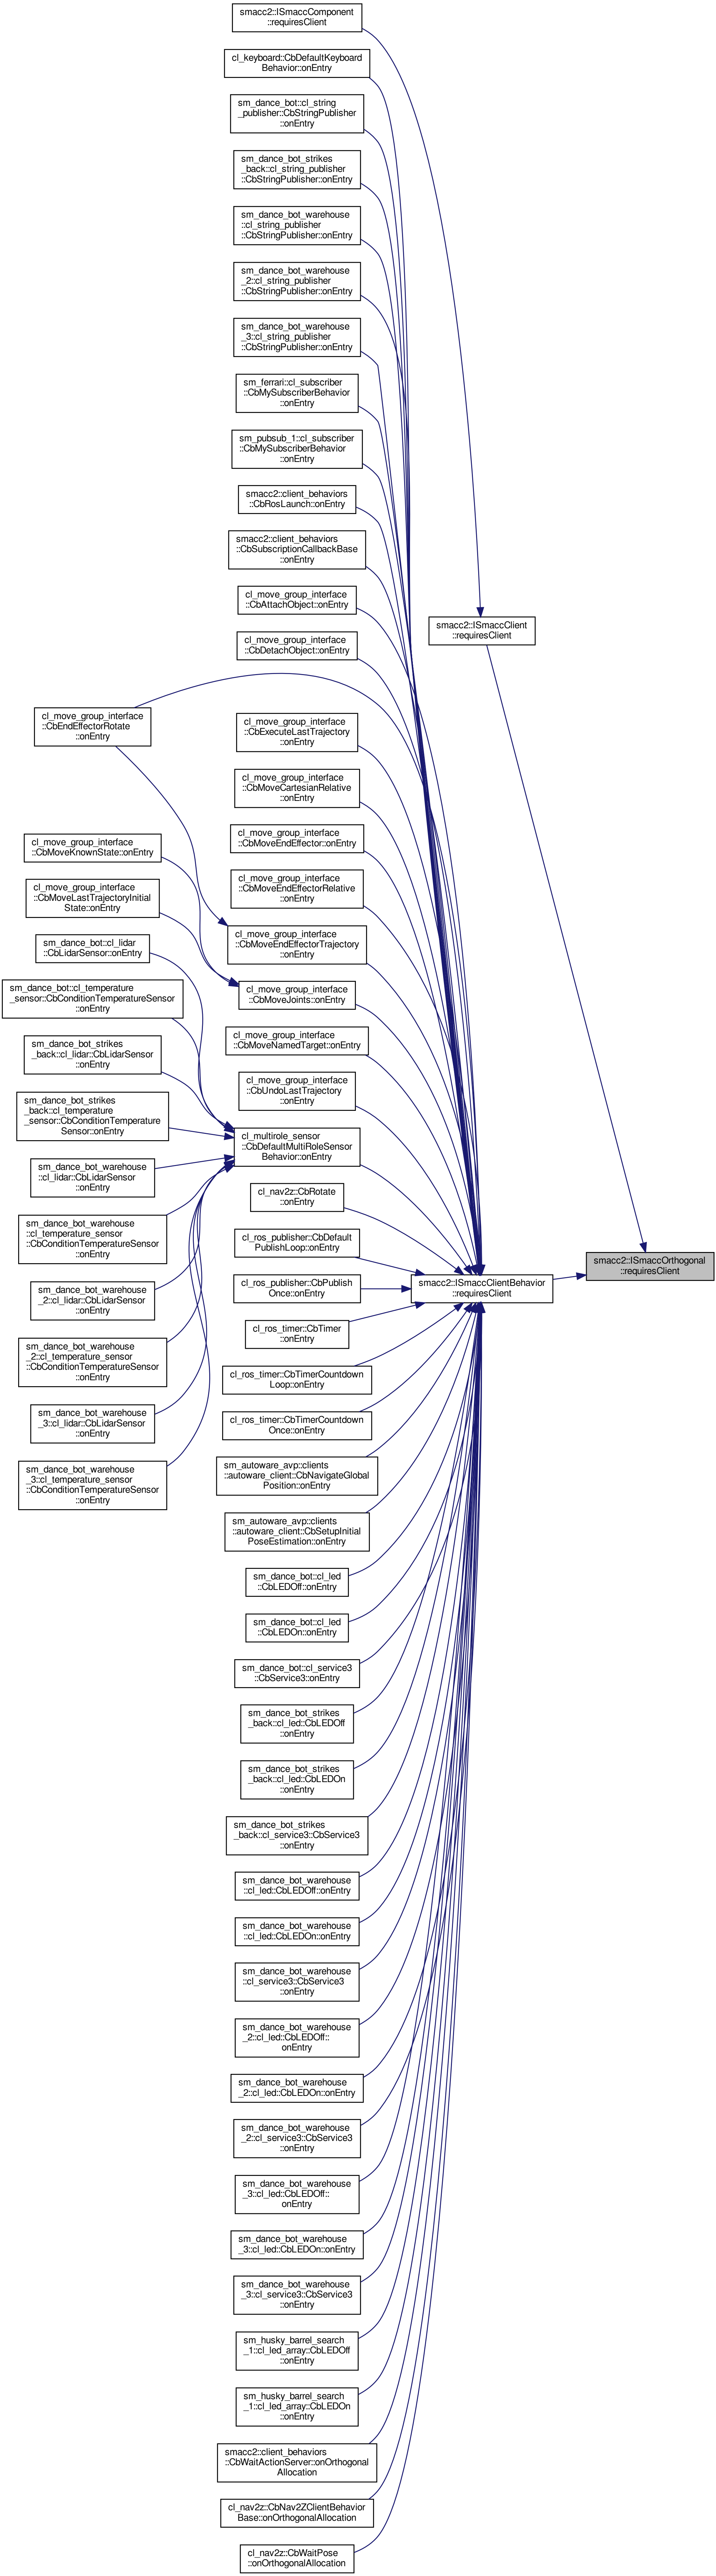 smacc2::ISmaccComponent
::requiresClient
cl_keyboard::CbDefaultKeyboard
Behavior::onEntry
sm_dance_bot::cl_string
_publisher::CbStringPublisher
::onEntry
sm_dance_bot_strikes
_back::cl_string_publisher
::CbStringPublisher::onEntry
sm_dance_bot_warehouse
::cl_string_publisher
::CbStringPublisher::onEntry
sm_dance_bot_warehouse
_2::cl_string_publisher
::CbStringPublisher::onEntry
sm_dance_bot_warehouse
_3::cl_string_publisher
::CbStringPublisher::onEntry
sm_ferrari::cl_subscriber
::CbMySubscriberBehavior
::onEntry
sm_pubsub_1::cl_subscriber
::CbMySubscriberBehavior
::onEntry
smacc2::client_behaviors
::CbRosLaunch::onEntry
smacc2::client_behaviors
::CbSubscriptionCallbackBase
::onEntry
cl_move_group_interface
::CbAttachObject::onEntry
smacc2::ISmaccClient
::requiresClient
cl_move_group_interface
::CbDetachObject::onEntry
cl_move_group_interface
::CbEndEffectorRotate
::onEntry
cl_move_group_interface
::CbExecuteLastTrajectory
::onEntry
cl_move_group_interface
::CbMoveCartesianRelative
::onEntry
cl_move_group_interface
::CbMoveEndEffector::onEntry
cl_move_group_interface
::CbMoveKnownState::onEntry
cl_move_group_interface
::CbMoveEndEffectorRelative
::onEntry
cl_move_group_interface
::CbMoveLastTrajectoryInitial
State::onEntry
cl_move_group_interface
::CbMoveEndEffectorTrajectory
::onEntry
sm_dance_bot::cl_lidar
::CbLidarSensor::onEntry
cl_move_group_interface
::CbMoveJoints::onEntry
sm_dance_bot::cl_temperature
_sensor::CbConditionTemperatureSensor
::onEntry
cl_move_group_interface
::CbMoveNamedTarget::onEntry
sm_dance_bot_strikes
_back::cl_lidar::CbLidarSensor
::onEntry
cl_move_group_interface
::CbUndoLastTrajectory
::onEntry
sm_dance_bot_strikes
_back::cl_temperature
_sensor::CbConditionTemperature
Sensor::onEntry
cl_multirole_sensor
::CbDefaultMultiRoleSensor
Behavior::onEntry
sm_dance_bot_warehouse
::cl_lidar::CbLidarSensor
::onEntry
cl_nav2z::CbRotate
::onEntry
sm_dance_bot_warehouse
::cl_temperature_sensor
::CbConditionTemperatureSensor
::onEntry
cl_ros_publisher::CbDefault
PublishLoop::onEntry
smacc2::ISmaccOrthogonal
::requiresClient
smacc2::ISmaccClientBehavior
::requiresClient
cl_ros_publisher::CbPublish
Once::onEntry
sm_dance_bot_warehouse
_2::cl_lidar::CbLidarSensor
::onEntry
cl_ros_timer::CbTimer
::onEntry
sm_dance_bot_warehouse
_2::cl_temperature_sensor
::CbConditionTemperatureSensor
::onEntry
cl_ros_timer::CbTimerCountdown
Loop::onEntry
sm_dance_bot_warehouse
_3::cl_lidar::CbLidarSensor
::onEntry
cl_ros_timer::CbTimerCountdown
Once::onEntry
sm_dance_bot_warehouse
_3::cl_temperature_sensor
::CbConditionTemperatureSensor
::onEntry
sm_autoware_avp::clients
::autoware_client::CbNavigateGlobal
Position::onEntry
sm_autoware_avp::clients
::autoware_client::CbSetupInitial
PoseEstimation::onEntry
sm_dance_bot::cl_led
::CbLEDOff::onEntry
sm_dance_bot::cl_led
::CbLEDOn::onEntry
sm_dance_bot::cl_service3
::CbService3::onEntry
sm_dance_bot_strikes
_back::cl_led::CbLEDOff
::onEntry
sm_dance_bot_strikes
_back::cl_led::CbLEDOn
::onEntry
sm_dance_bot_strikes
_back::cl_service3::CbService3
::onEntry
sm_dance_bot_warehouse
::cl_led::CbLEDOff::onEntry
sm_dance_bot_warehouse
::cl_led::CbLEDOn::onEntry
sm_dance_bot_warehouse
::cl_service3::CbService3
::onEntry
sm_dance_bot_warehouse
_2::cl_led::CbLEDOff::
onEntry
sm_dance_bot_warehouse
_2::cl_led::CbLEDOn::onEntry
sm_dance_bot_warehouse
_2::cl_service3::CbService3
::onEntry
sm_dance_bot_warehouse
_3::cl_led::CbLEDOff::
onEntry
sm_dance_bot_warehouse
_3::cl_led::CbLEDOn::onEntry
sm_dance_bot_warehouse
_3::cl_service3::CbService3
::onEntry
sm_husky_barrel_search
_1::cl_led_array::CbLEDOff
::onEntry
sm_husky_barrel_search
_1::cl_led_array::CbLEDOn
::onEntry
smacc2::client_behaviors
::CbWaitActionServer::onOrthogonal
Allocation
cl_nav2z::CbNav2ZClientBehavior
Base::onOrthogonalAllocation
cl_nav2z::CbWaitPose
::onOrthogonalAllocation